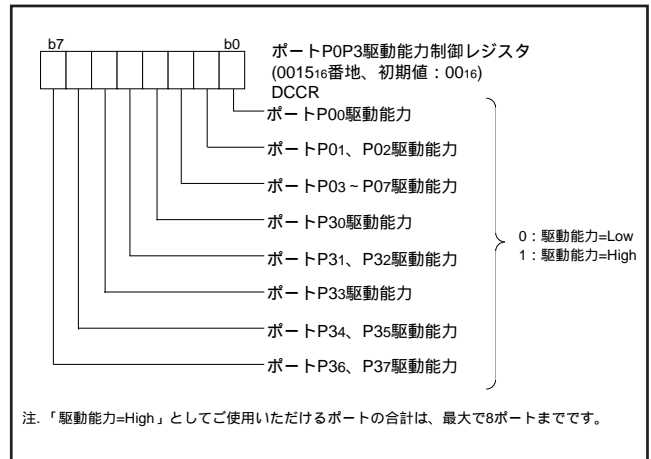 b7 b0
ポートP0P3駆動能力制御レジスタ
(001516番地、初期値：0016)
DCCR
ポートP00駆動能力
ポートP01、P02駆動能力
ポートP03～P07駆動能力
ポートP30駆動能力
ポートP31、P32駆動能力
ポートP33駆動能力
ポートP34、P35駆動能力
ポートP36、P37駆動能力
0：駆動能力=Low
1：駆動能力=High
注. 「駆動能力=High」としてご使用いただけるポートの合計は、最大で8ポートまでです。